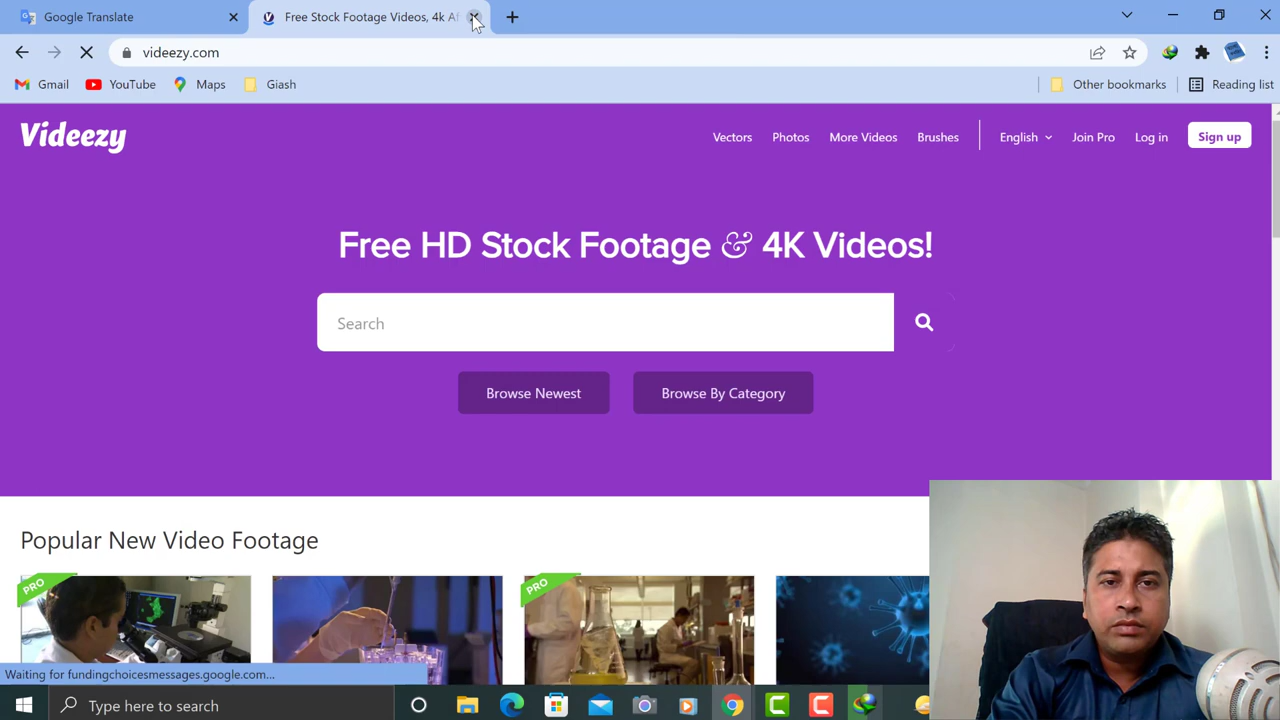 Google Translate
Free Stock Footage Videos, 4k Af
videezy.com
Gmail
YouTube
Maps
Giash
Other bookmarks
Reading list
Videezy
Vectors
Photos
More Videos
Brushes
English
Join Pro
Log in
Sign up
Free HD Stock Footage & 4K Videos!
Search
Browse Newest
Browse By Category
Popular New Video Footage
PRO
PRO
Waiting for fundingchoicesmessages.google.com...
Type here to search